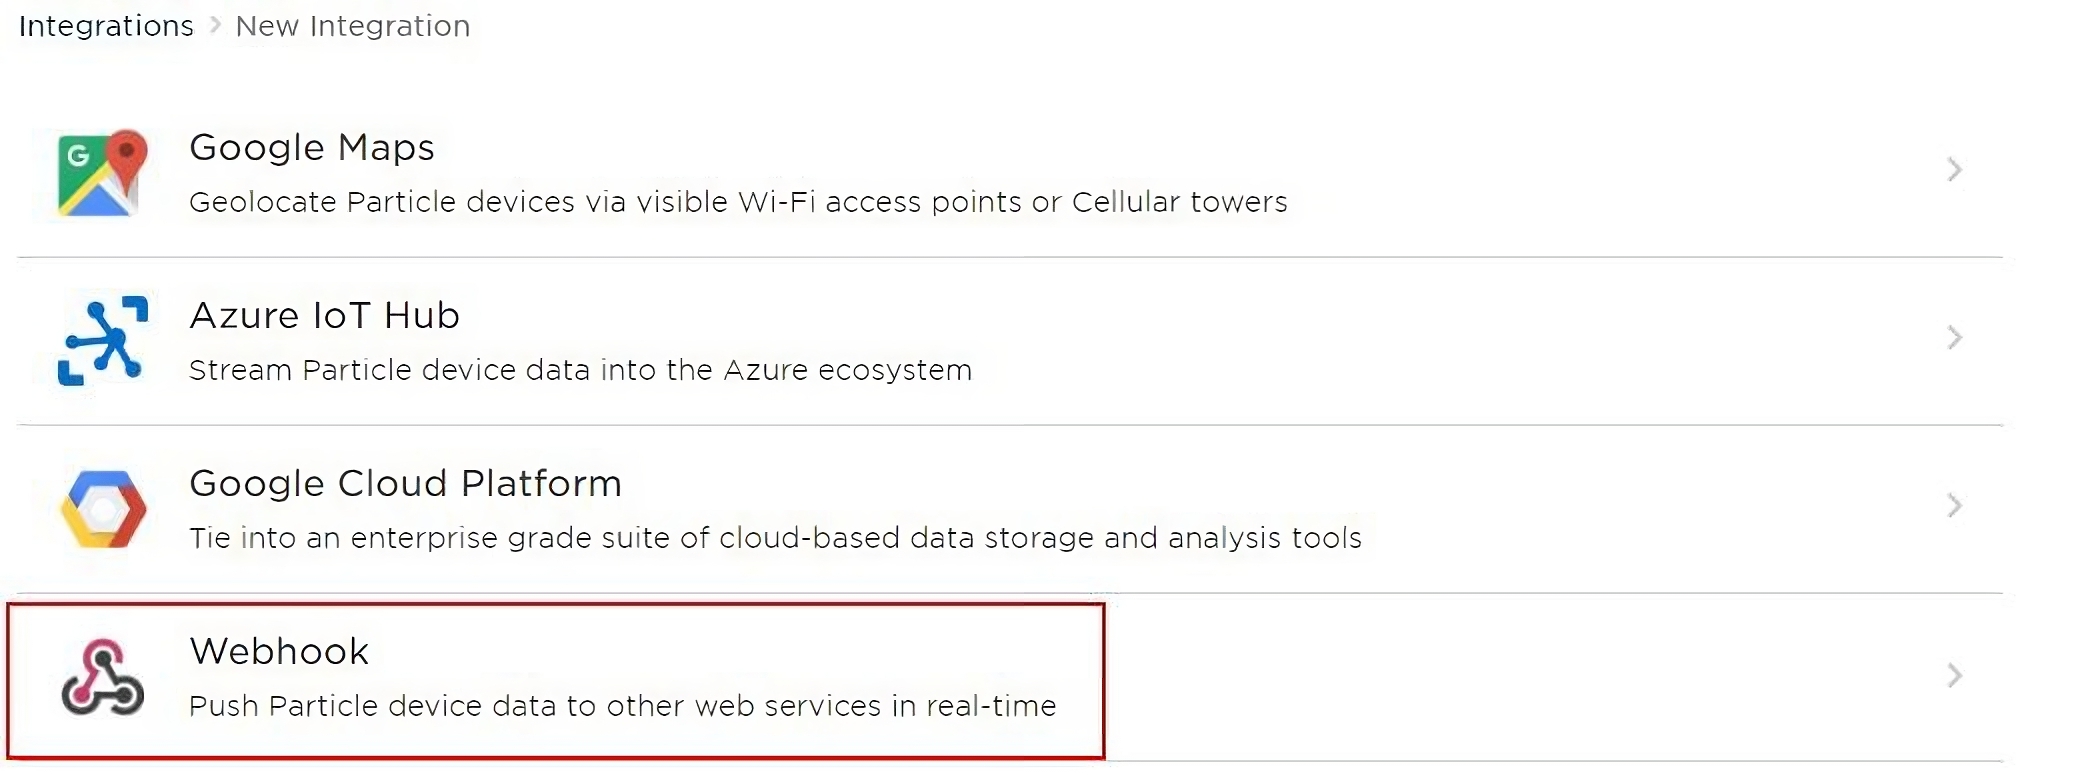 Integrations > New Integration
G
Google Maps
Geolocate Particle devices via visible Wi-Fi access points or Cellular towers
Azure IoT Hub
Stream Particle device data into the Azure ecosystem
Google Cloud Platform
Tie into an enterprise grade suite of cloud-based data storage and analysis tools
Webhook
Push Particle device data to other web services in real-time